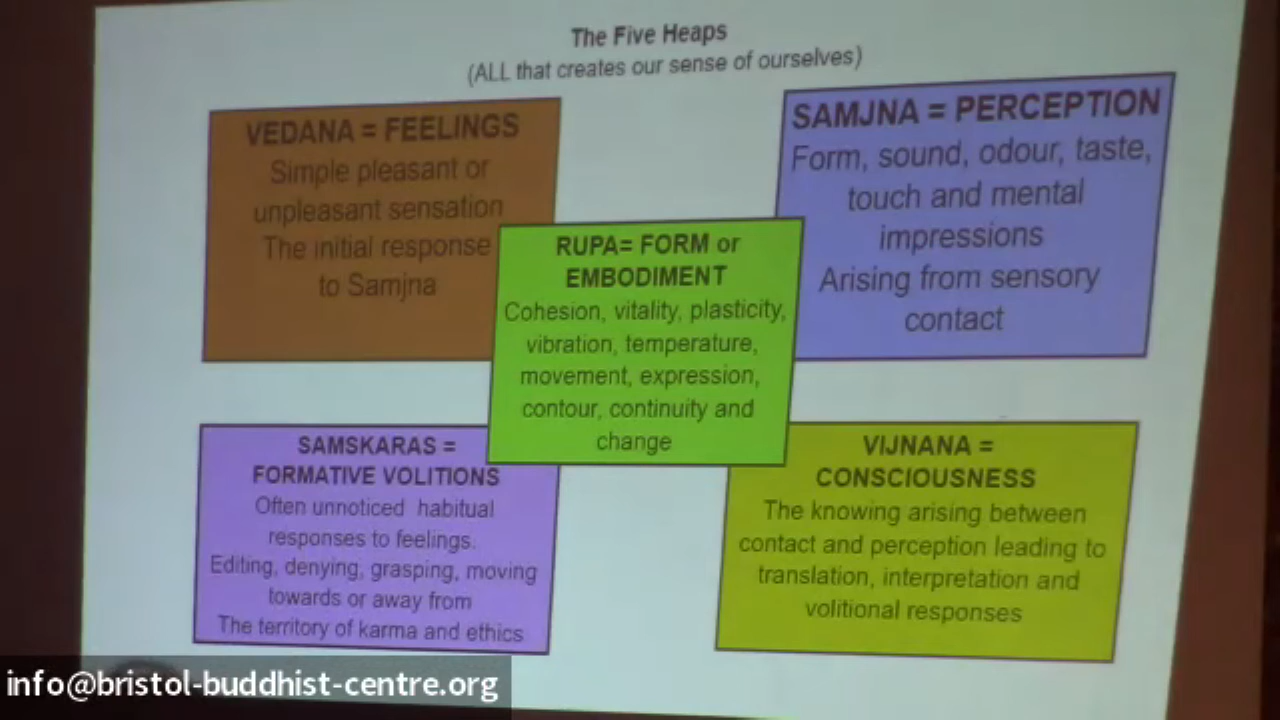 The Five Heaps
(ALL that creates our sense of ourselves)
VEDANA = FEELINGS
Simple pleasant or
unpleasant sensation
The initial response
to Samjna
SAMJNA = PERCEPTION
Form, sound, odour, taste,
touch and mental
impressions
Arising from sensory
contact
RUPA= FORM or
EMBODIMENT
Cohesion, vitality, plasticity,
vibration, temperature,
movement, expression,
contour, continuity and
change
SAMSKARAS =
FORMATIVE VOLITIONS
Often unnoticed habitual
responses to feelings.
Editing, denying, grasping, moving
towards or away from
The territory of karma and ethics
VIJNANA =
CONSCIOUSNESS
The knowing arising between
contact and perception leading to
translation, interpretation and
volitional responses
info@bristol-buddhist-centre.org